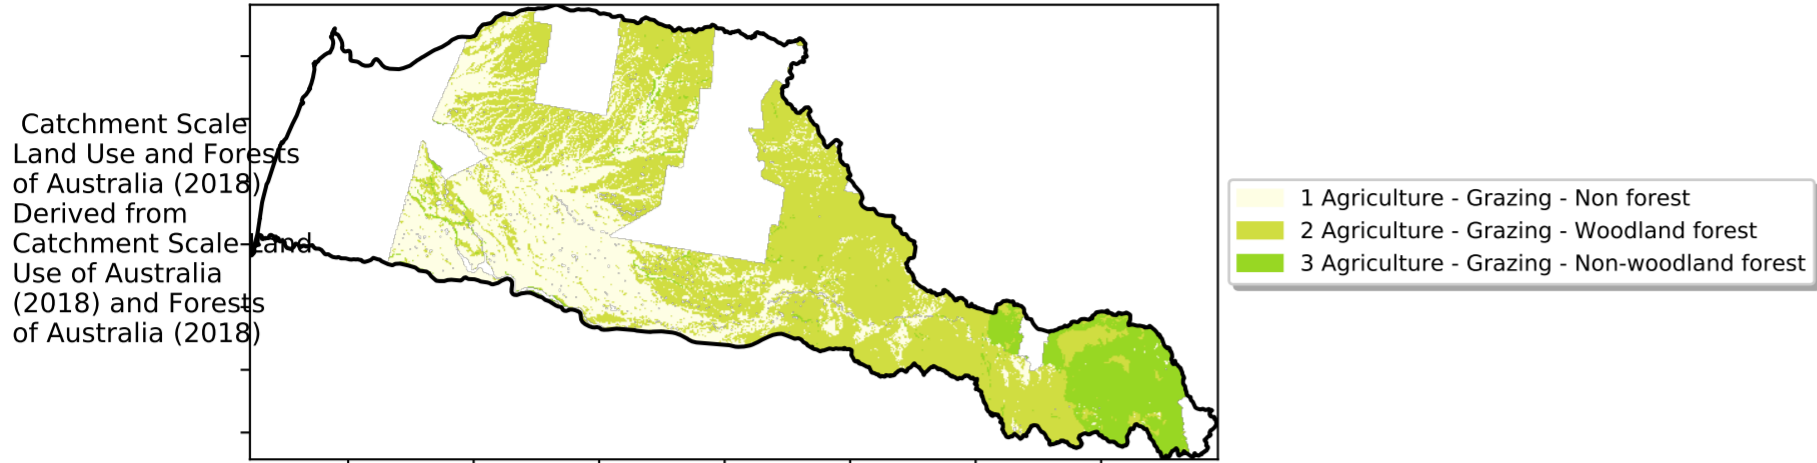 Catchment Scale
Land Use and Forests
of Australia (2018)
Derived from
Catchment Scale Land
Use of Australia
(2018) and Forests
of Australia (2018)
1 Agriculture - Grazing - Non forest
2 Agriculture - Grazing - Woodland forest
3 Agriculture - Grazing - Non-woodland forest